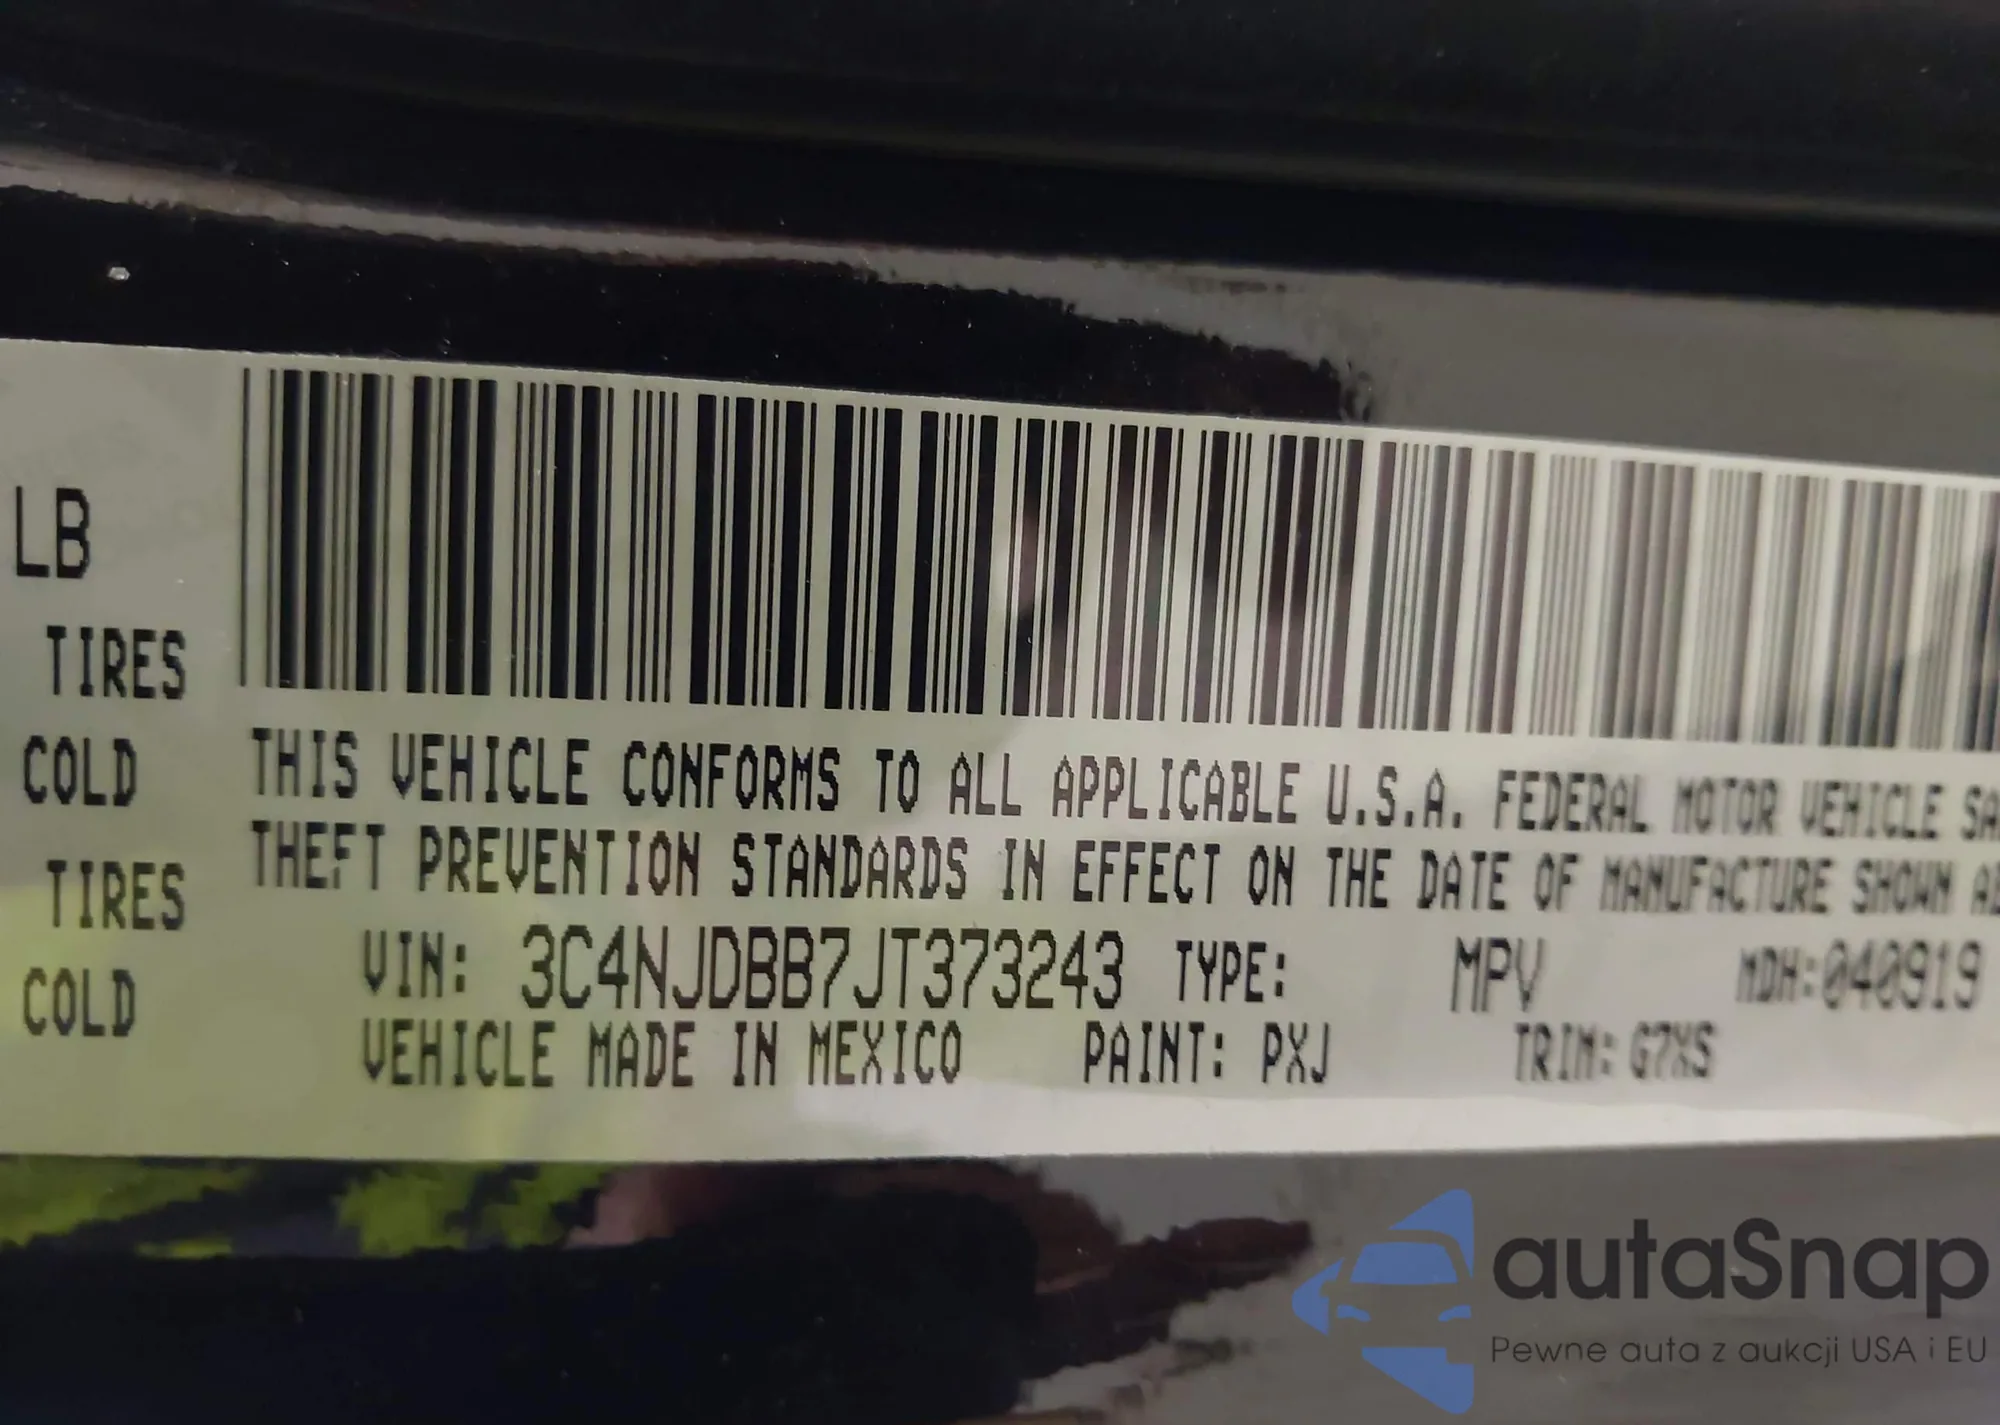 LB
TIRES
COLD
TIRES
COLD
THIS VEHICLE CONFORMS TO ALL APPLICABLE U.S.A. FEDERAL MOTOR VEHICLE SA
THEFT PREVENTION STANDARDS IN EFFECT ON THE DATE OF MANUFACTURE SHOWN AB
VIN: 3C4NJDBB7JT373243 TYPE: MPV MDH:040919
VEHICLE MADE IN MEXICO PAINT: PXJ TRIM: G7XS
autaSnap
Pewne auta z aukcji USA i EU